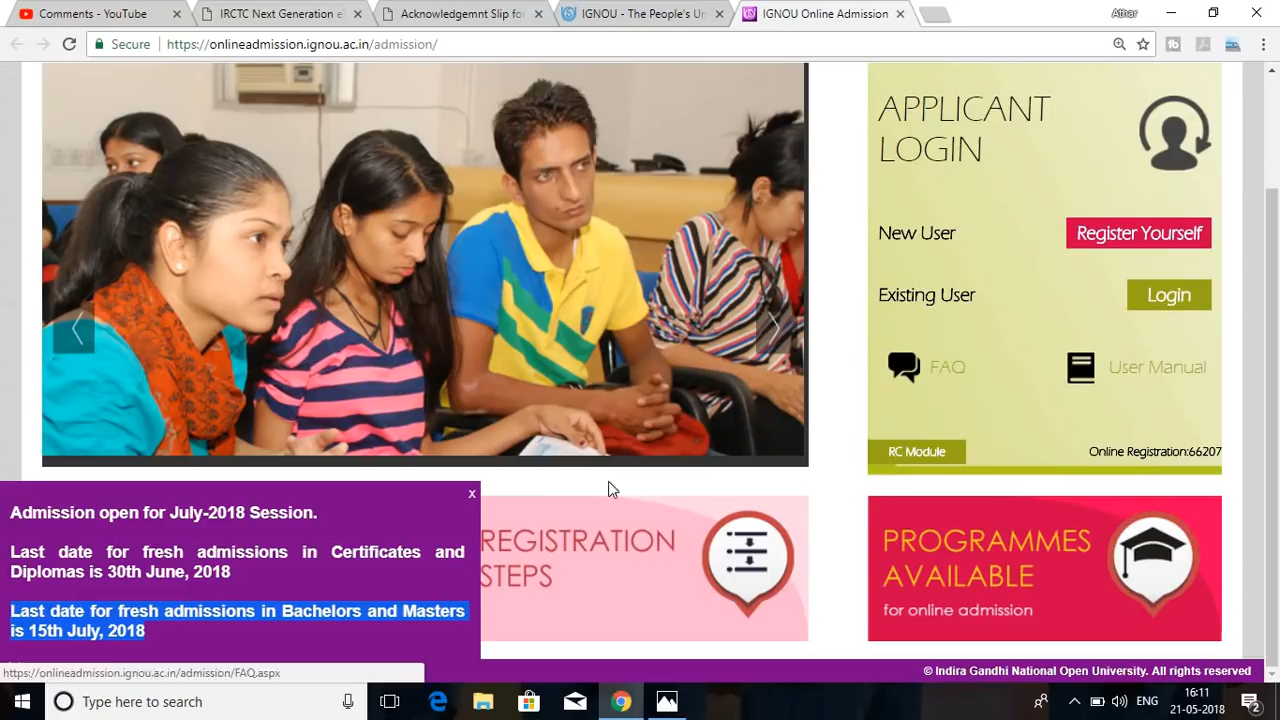 Comments - YouTube
IRCTC Next Generation e
Acknowledgemnt Slip for
IGNOU - The People's Un
IGNOU Online Admission
Athar
Secure
https://onlineadmission.ignou.ac.in/admission/
APPLICANT
LOGIN
New User
Register Yourself
Existing User
Login
FAQ
User Manual
RC Module
Online Registration:66207
x
Admission open for July-2018 Session.
Last date for fresh admissions in Certificates and
Diplomas is 30th June, 2018
Last date for fresh admissions in Bachelors and Masters
is 15th July, 2018
REGISTRATION
STEPS
PROGRAMMES
AVAILABLE
for online admission
https://onlineadmission.ignou.ac.in/admission/FAQ.aspx
© Indira Gandhi National Open University. All rights reserved
Type here to search
ENG
16:11
21-05-2018
2